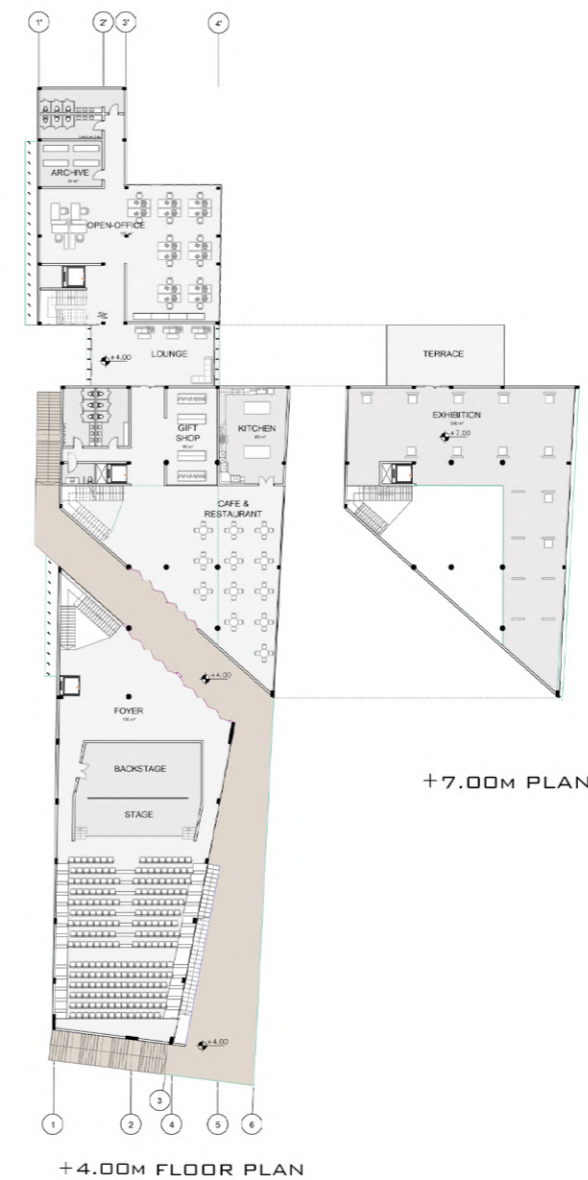 1'
2'
3'
4'
ARCHIVE
OPEN-OFFICE
LOUNGE
+4.00
TERRACE
GIFT
SHOP
KITCHEN
EXHIBITION
+7.00
CAFE &
RESTAURANT
+4.00
FOYER
BACKSTAGE
STAGE
+7.00M PLAN
+4.00
1
2
3
4
5
6
+4.00M FLOOR PLAN